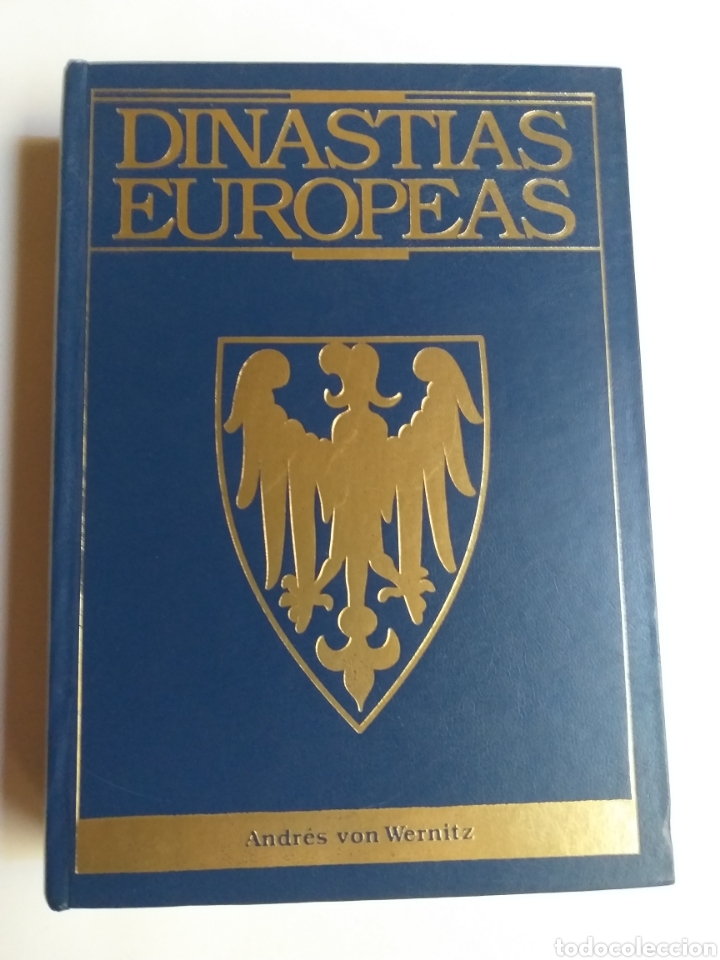 DINASTIAS
EUROPEAS
Andrés von Wernitz
todocoleccion